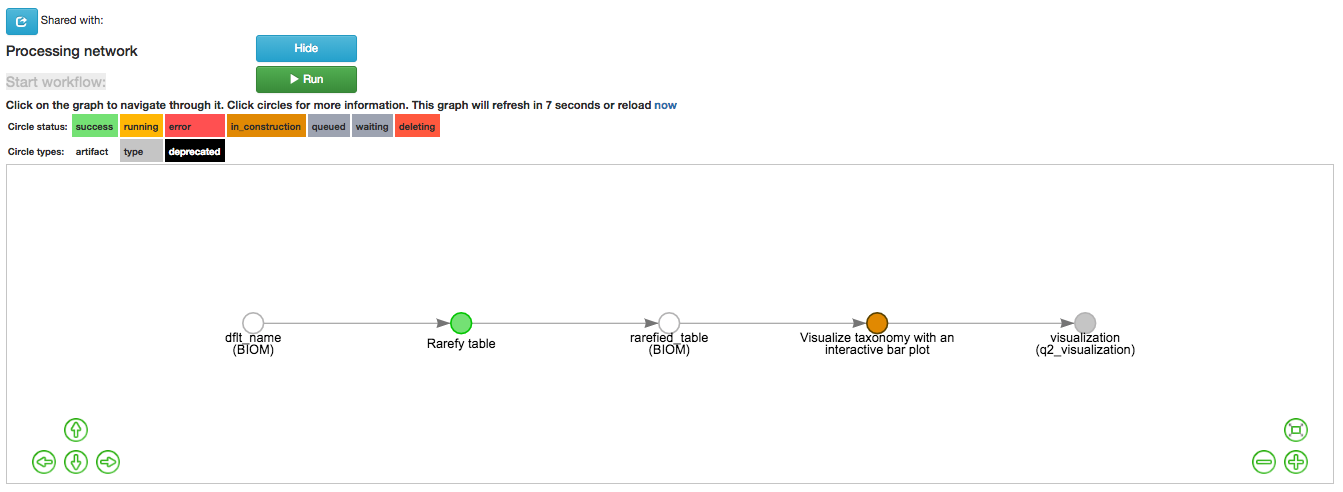 Shared with:
Processing network
Hide
Start workflow:
Run
Click on the graph to navigate through it. Click circles for more information. This graph will refresh in 7 seconds or reload now
Circle status: success running error in_construction queued waiting deleting
Circle types: artifact type deprecated
dflt_name
(BIOM)
Rarefy table
rarefied_table
(BIOM)
Visualize taxonomy with an
interactive bar plot
visualization
(q2_visualization)